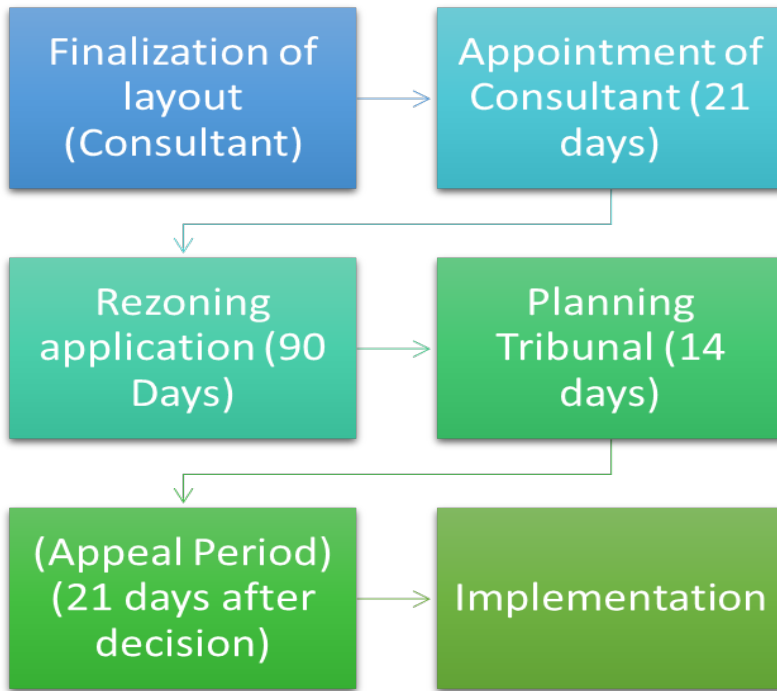 Finalization of
layout
(Consultant)
Appointment of
Consultant (21
days)
Rezoning
application (90
Days)
Planning
Tribunal (14
days)
(Appeal Period)
(21 days after
decision)
Implementation